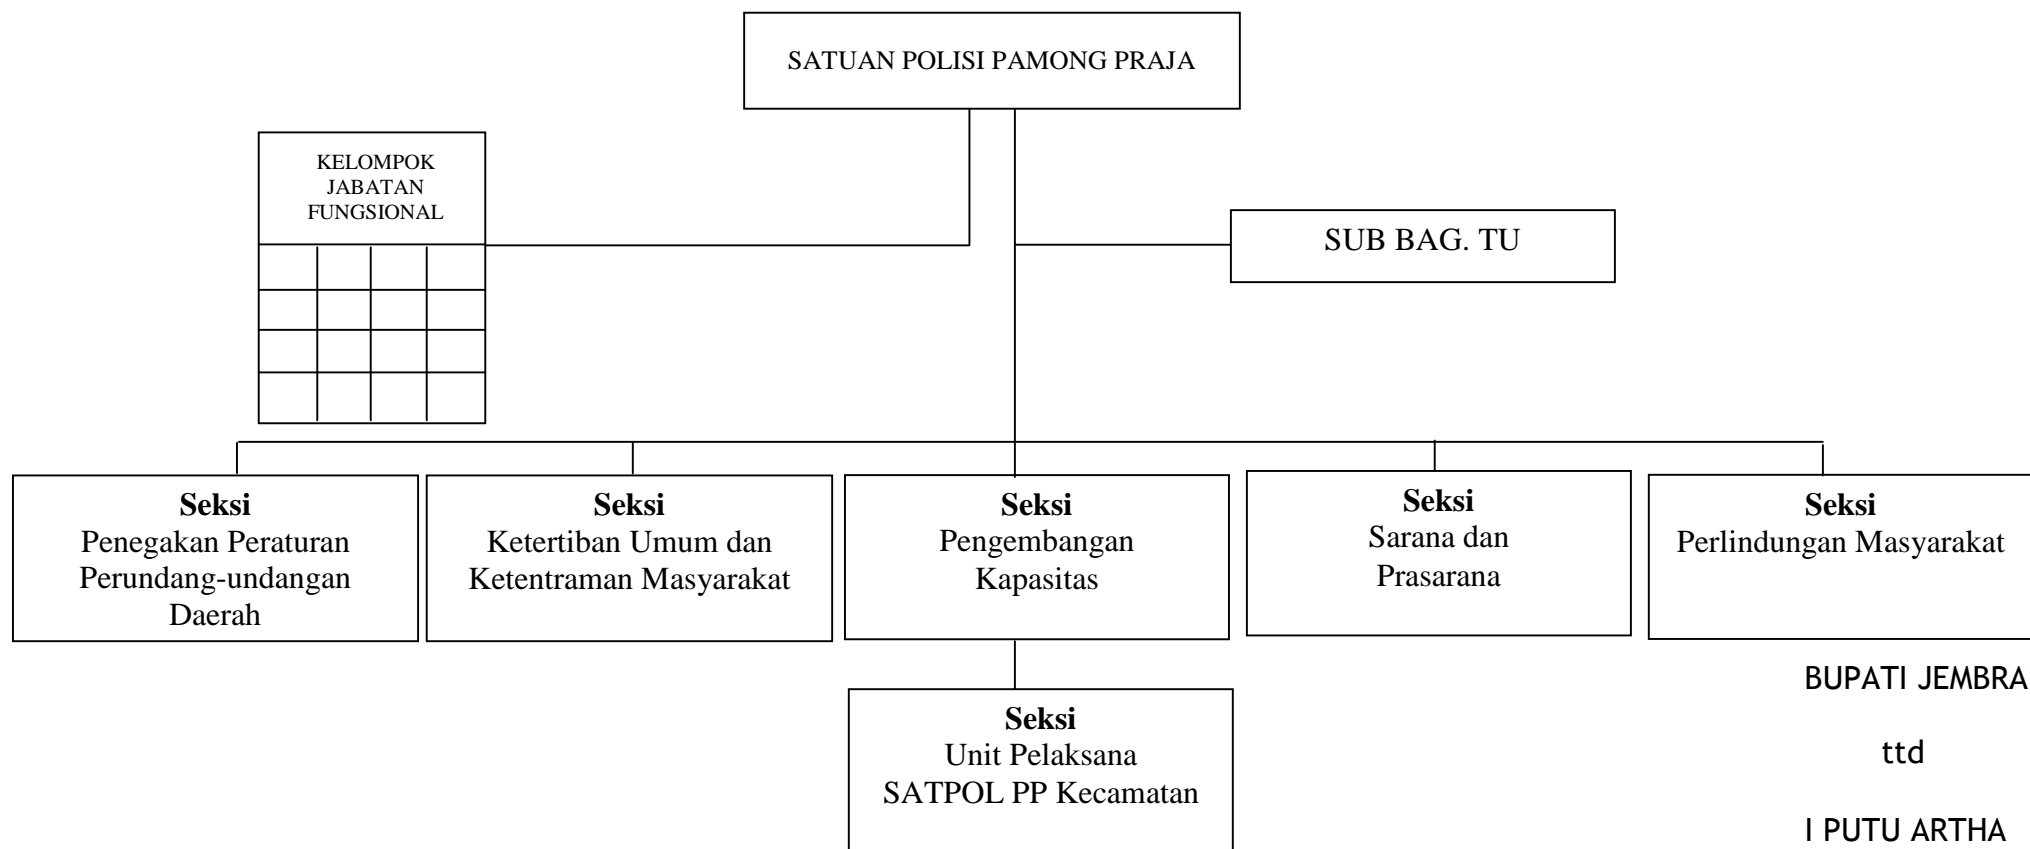 SATUAN POLISI PAMONG PRAJA
KELOMPOK
JABATAN
FUNGSIONAL
SUB BAG. TU
Seksi
Penegakan Peraturan
Perundang-undangan
Daerah
Seksi
Ketertiban Umum dan
Ketentraman Masyarakat
Seksi
Pengembangan
Kapasitas
Seksi
Sarana dan
Prasarana
Seksi
Perlindungan Masyarakat
Seksi
Unit Pelaksana
SATPOL PP Kecamatan
BUPATI JEMBRA
ttd
I PUTU ARTHA